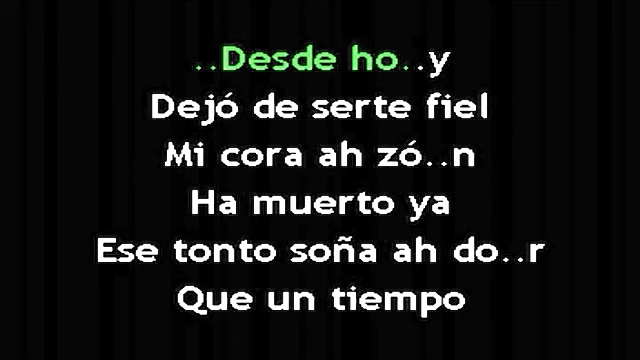 ..Desde ho..y
Dejó de serte fiel
Mi cora ah zó..n
Ha muerto ya
Ese tonto soña ah do..r
Que un tiempo